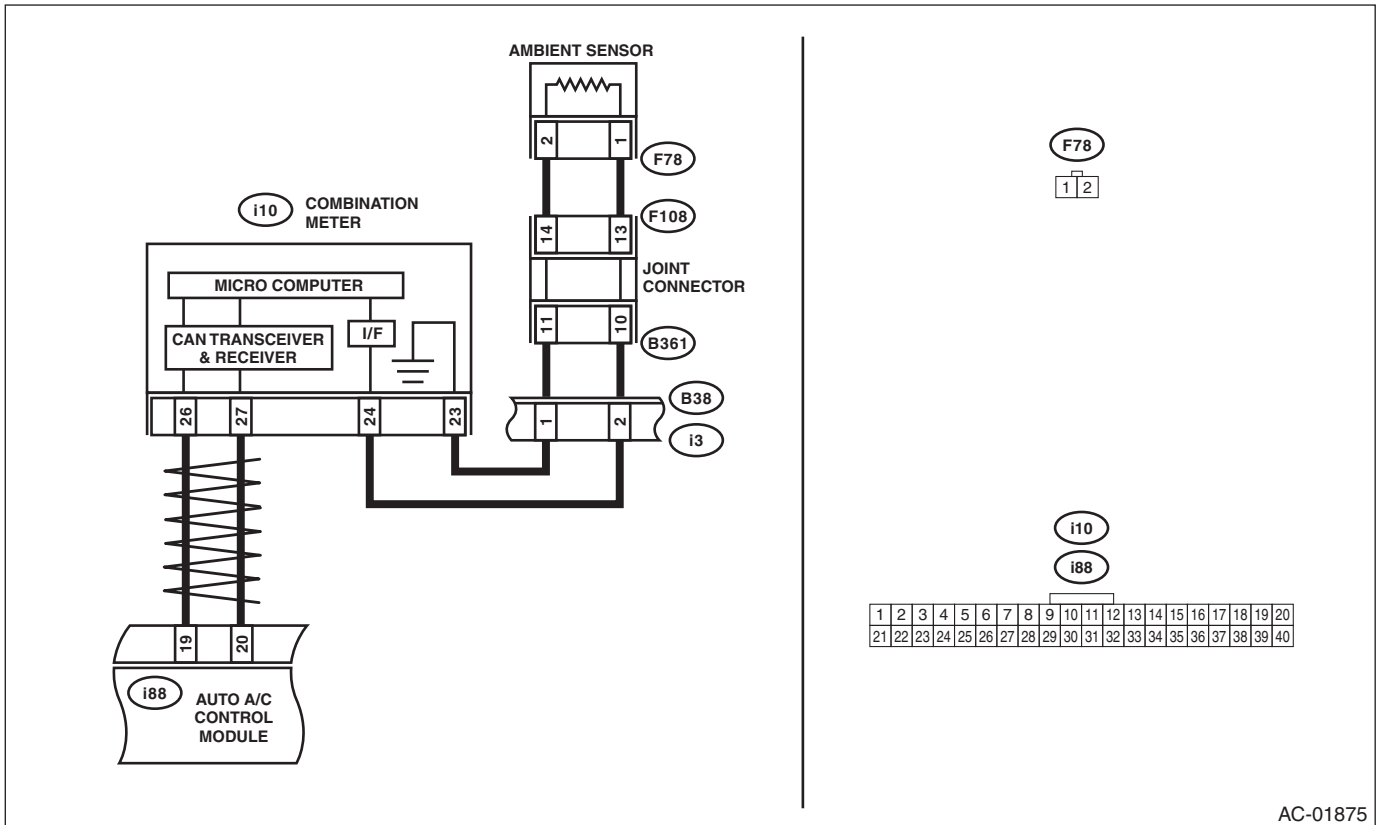 AMBIENT SENSOR
2 1
F78
F108
14 13
JOINT
CONNECTOR
11 10
B361
B38
1 2
i3
i10
COMBINATION
METER
MICRO COMPUTER
CAN TRANSCEIVER
& RECEIVER
I/F
26 27 24 23
19 20
i88
AUTO A/C
CONTROL
MODULE
F78
1 2
i10
i88
1 2 3 4 5 6 7 8 9 10 11 12 13 14 15 16 17 18 19 20
21 22 23 24 25 26 27 28 29 30 31 32 33 34 35 36 37 38 39 40
AC-01875